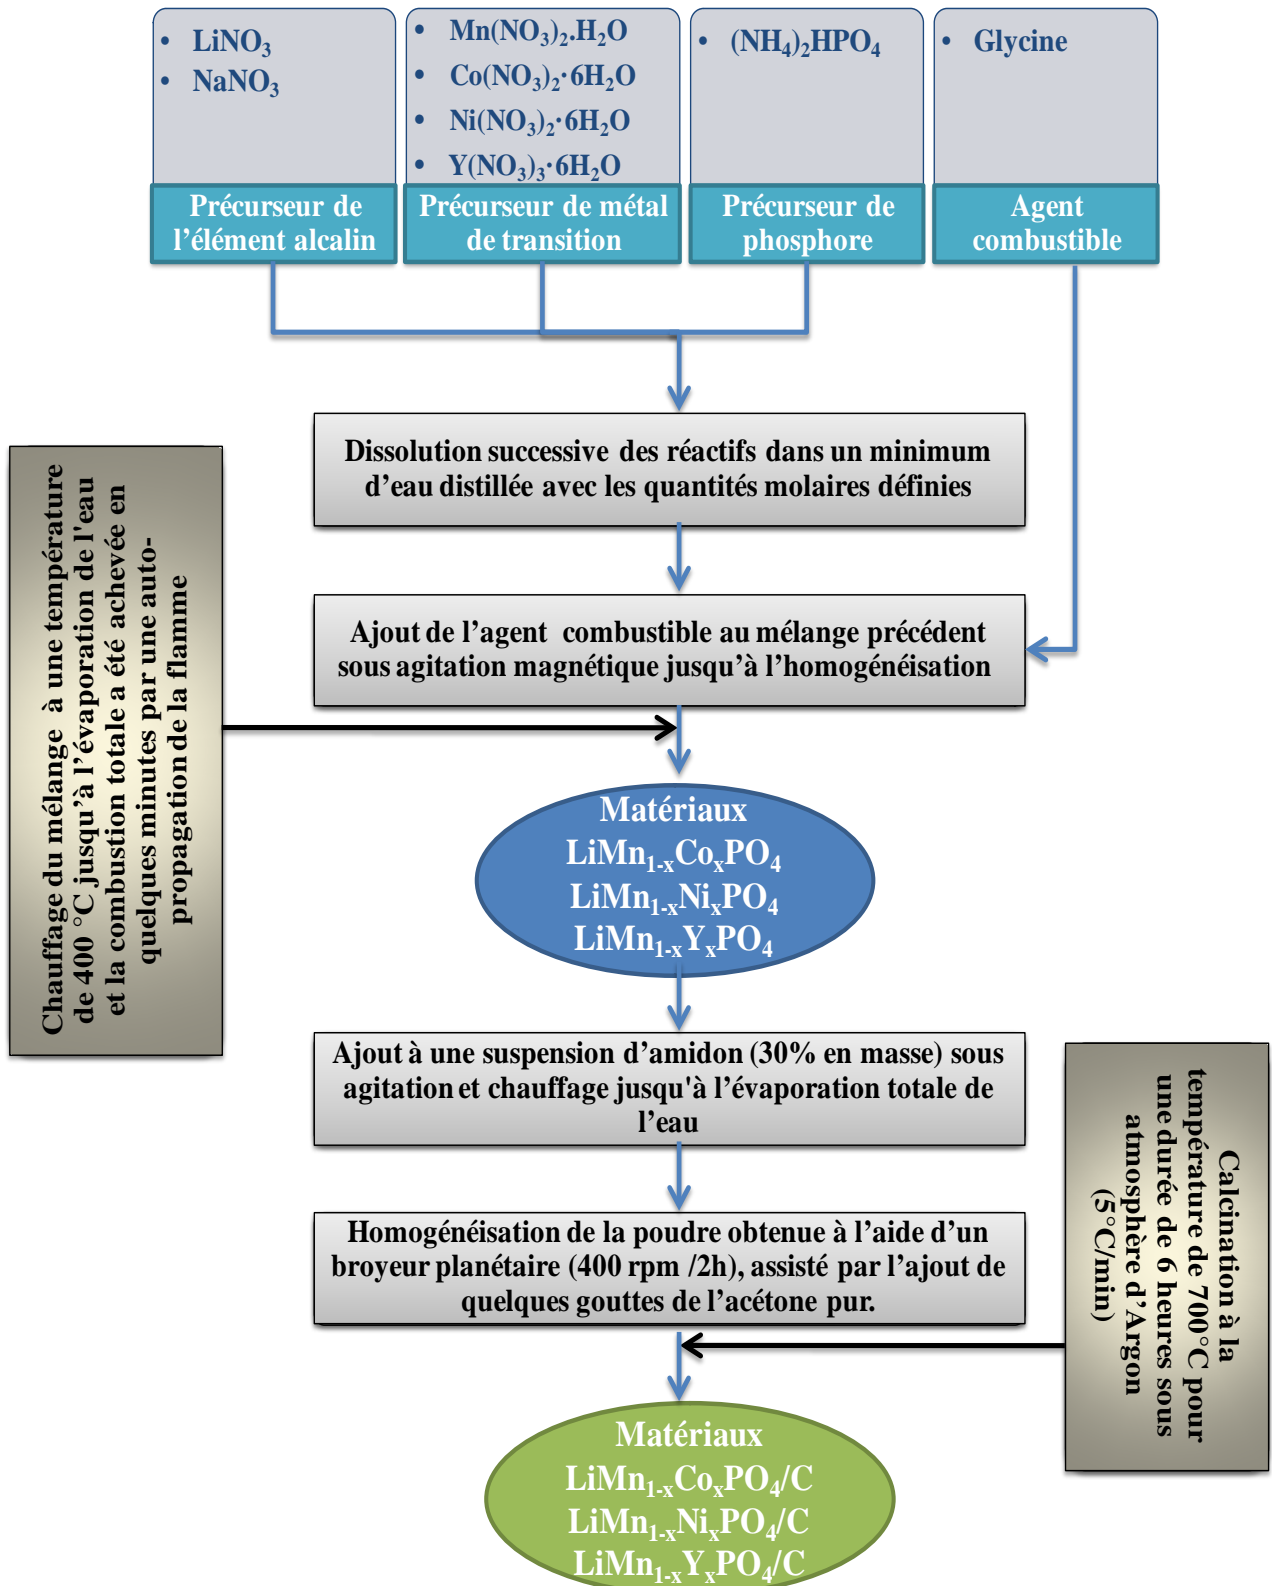 • LiNO₃
• NaNO₃
Précurseur de
l’élément alcalin
• Mn(NO₃)₂.H₂O
• Co(NO₃)₂·6H₂O
• Ni(NO₃)₂·6H₂O
• Y(NO₃)₃·6H₂O
Précurseur de métal
de transition
• (NH₄)₂HPO₄
Précurseur de
phosphore
• Glycine
Agent
combustible
Dissolution successive des réactifs dans un minimum
d’eau distillée avec les quantités molaires définies
Ajout de l’agent combustible au mélange précédent
sous agitation magnétique jusqu’à l’homogénéisation
Chauffage du mélange à une température
de 400 °C jusqu’à l’évaporation de l'eau
et la combustion totale a été achevée en
quelques minutes par une auto-
propagation de la flamme
Matériaux
LiMn₁₋ₓCoₓPO₄
LiMn₁₋ₓNiₓPO₄
LiMn₁₋ₓYₓPO₄
Ajout à une suspension d’amidon (30% en masse) sous
agitation et chauffage jusqu'à l’évaporation totale de
l’eau
Homogénéisation de la poudre obtenue à l’aide d’un
broyeur planétaire (400 rpm /2h), assisté par l’ajout de
quelques gouttes de l’acétone pur.
Calcination à la
température de 700°C pour
une durée de 6 heures sous
atmosphère d’Argon
(5°C/min)
Matériaux
LiMn₁₋ₓCoₓPO₄/C
LiMn₁₋ₓNiₓPO₄/C
LiMn₁₋ₓYₓPO₄/C